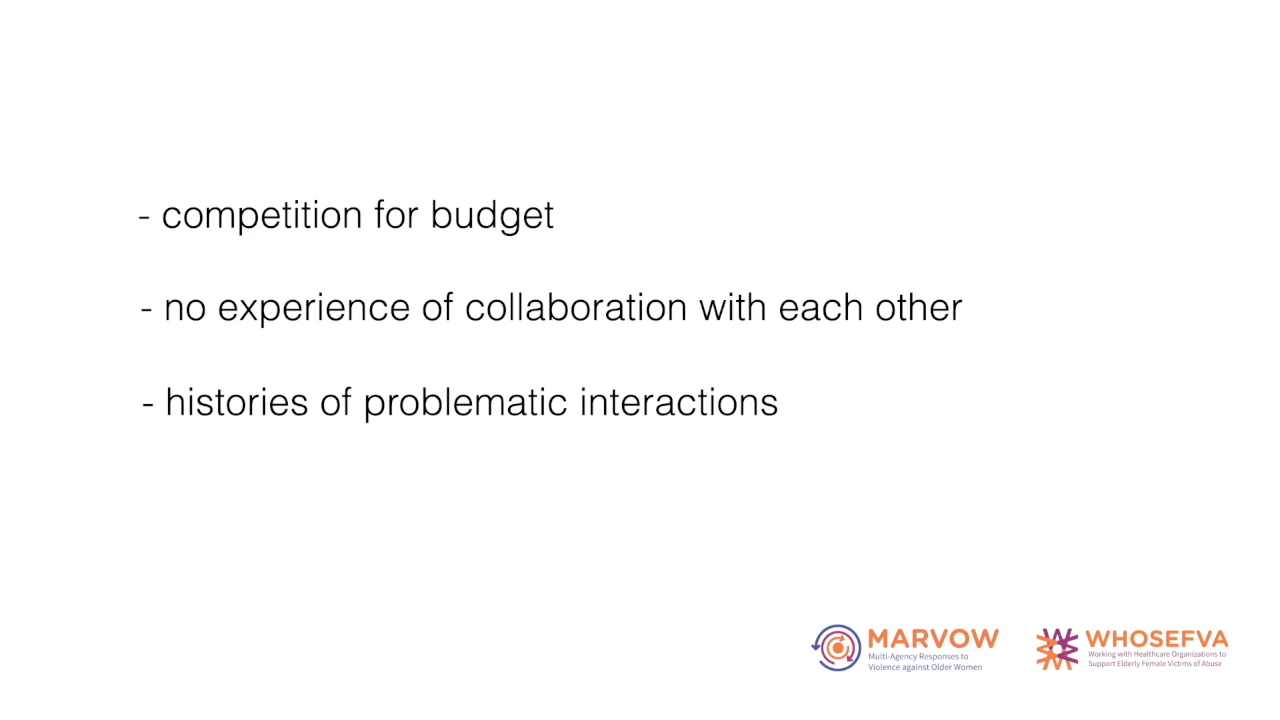 - competition for budget
- no experience of collaboration with each other
- histories of problematic interactions
MARVOW
Multi-Agency Responses to
Violence against Older Women
WHOSEFVA
Working with Healthcare Organizations to
Support Elderly Female Victims of Abuse